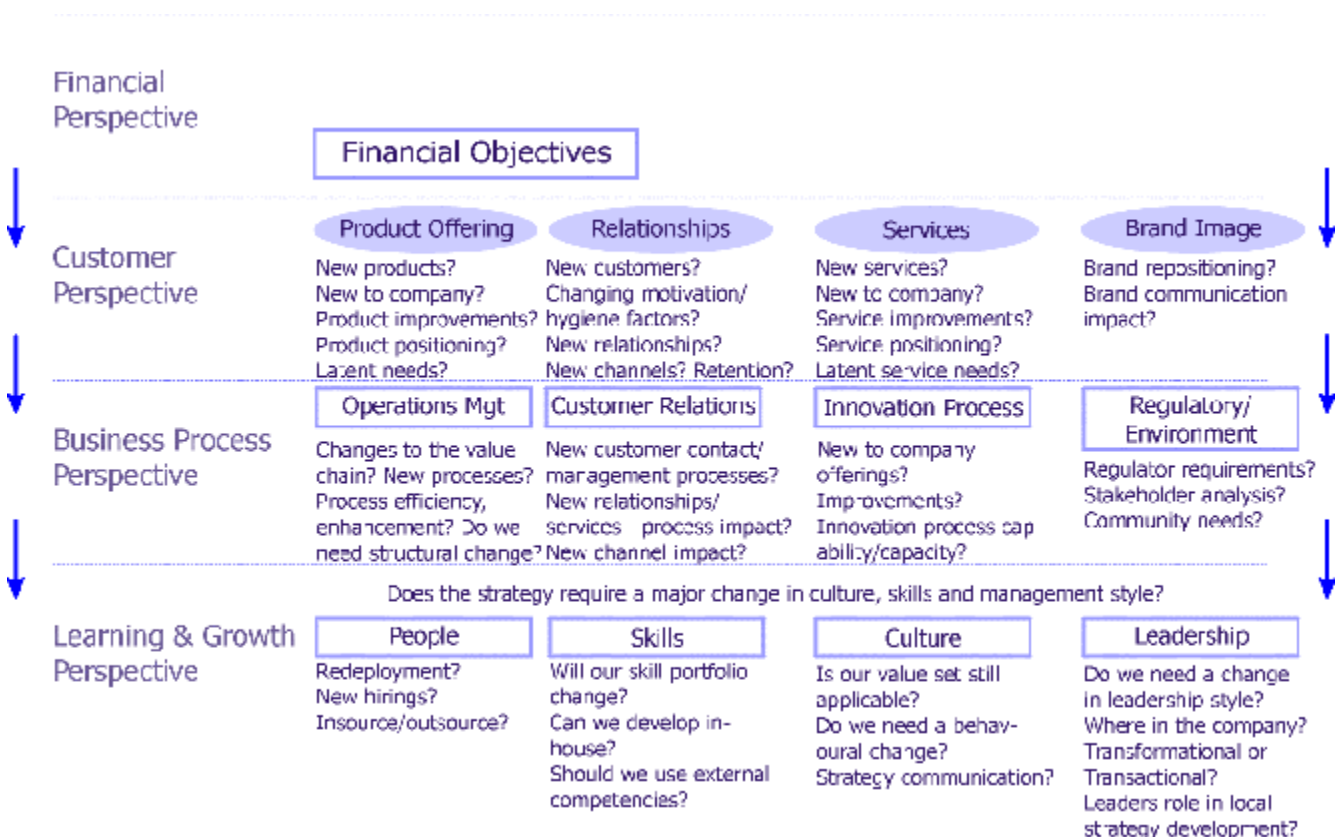 Financial
Perspective
Financial Objectives
Customer
Perspective
Product Offering
New products?
New to company?
Product improvements?
Product positioning?
Latent needs?
Relationships
New customers?
Changing motivation/
hygiene factors?
New relationships?
New channels? Retention?
Services
New services?
New to company?
Service improvements?
Service positioning?
Latent service needs?
Brand Image
Brand repositioning?
Brand communication
impact?
Business Process
Perspective
Operations Mgt
Changes to the value
chain? New processes?
Process efficiency,
enhancement? Do we
need structural change?
Customer Relations
New customer contact/
management processes?
New relationships/
services process impact?
New channel impact?
Innovation Process
New to company
offerings?
Improvements?
Innovation process cap
ability/capacity?
Regulatory/
Environment
Regulator requirements?
Stakeholder analysis?
Community needs?
Does the strategy require a major change in culture, skills and management style?
Learning & Growth
Perspective
People
Redeployment?
New hirings?
Insource/outsource?
Skills
Will our skill portfolio
change?
Can we develop in-
house?
Should we use external
competencies?
Culture
Is our value set still
applicable?
Do we need a behav-
oural change?
Strategy communication?
Leadership
Do we need a change
in leadership style?
Where in the company?
Transformational or
Transactional?
Leaders role in local
strategy development?